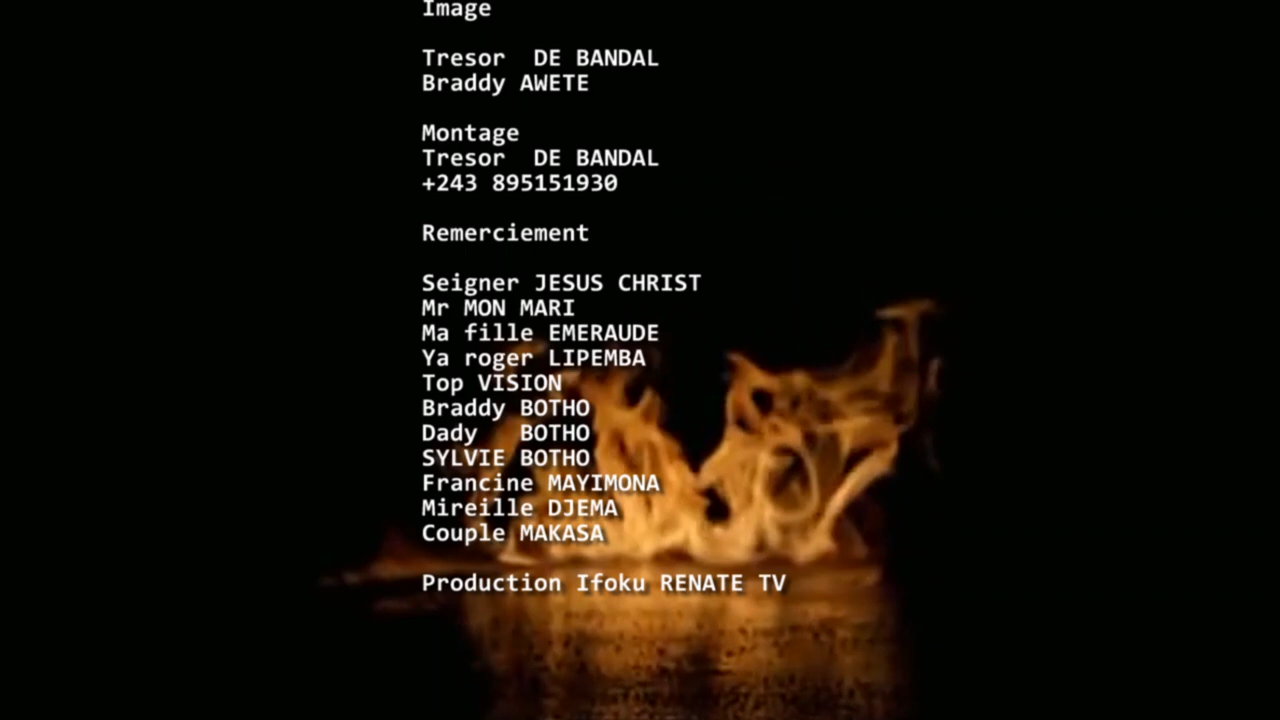 Image
Tresor  DE BANDAL
Braddy AWETE
Montage
Tresor  DE BANDAL
+243 895151930
Remerciement
Seigner JESUS CHRIST
Mr MON MARI
Ma fille EMERAUDE
Ya roger LIPEMBA
Top VISION
Braddy BOTHO
Dady   BOTHO
SYLVIE BOTHO
Francine MAYIMONA
Mireille DJEMA
Couple MAKASA
Production Ifoku RENATE TV